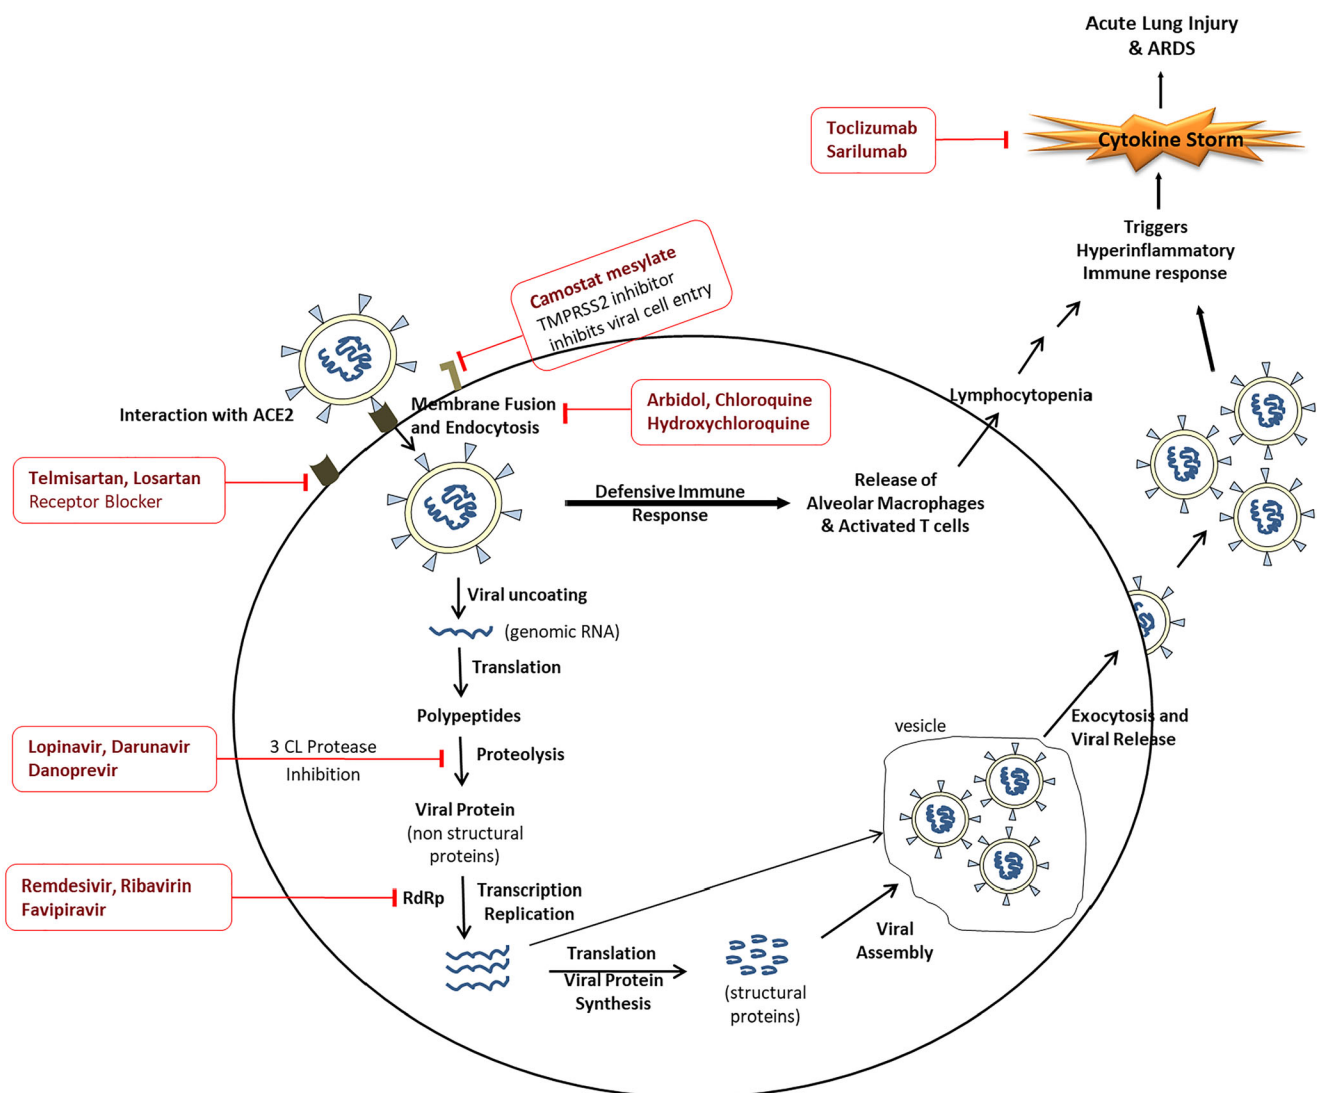 Acute Lung Injury
& ARDS
Toclizumab
Sarilumab
Cytokine Storm
Triggers
Hyperinflammatory
Immune response
Camostat mesylate
TMPRSS2 inhibitor
inhibits viral cell entry
Interaction with ACE2
Membrane Fusion
and Endocytosis
Arbidol, Chloroquine
Hydroxychloroquine
Lymphocytopenia
Telmisartan, Losartan
Receptor Blocker
Defensive Immune
Response
Release of
Alveolar Macrophages
& Activated T cells
Viral uncoating
(genomic RNA)
Translation
Polypeptides
Lopinavir, Darunavir
Danoprevir
3 CL Protease
Inhibition
Proteolysis
vesicle
Exocytosis and
Viral Release
Viral Protein
(non structural
proteins)
Remdesivir, Ribavirin
Favipiravir
RdRp
Transcription
Replication
Viral
Assembly
Translation
Viral Protein
Synthesis
(structural
proteins)